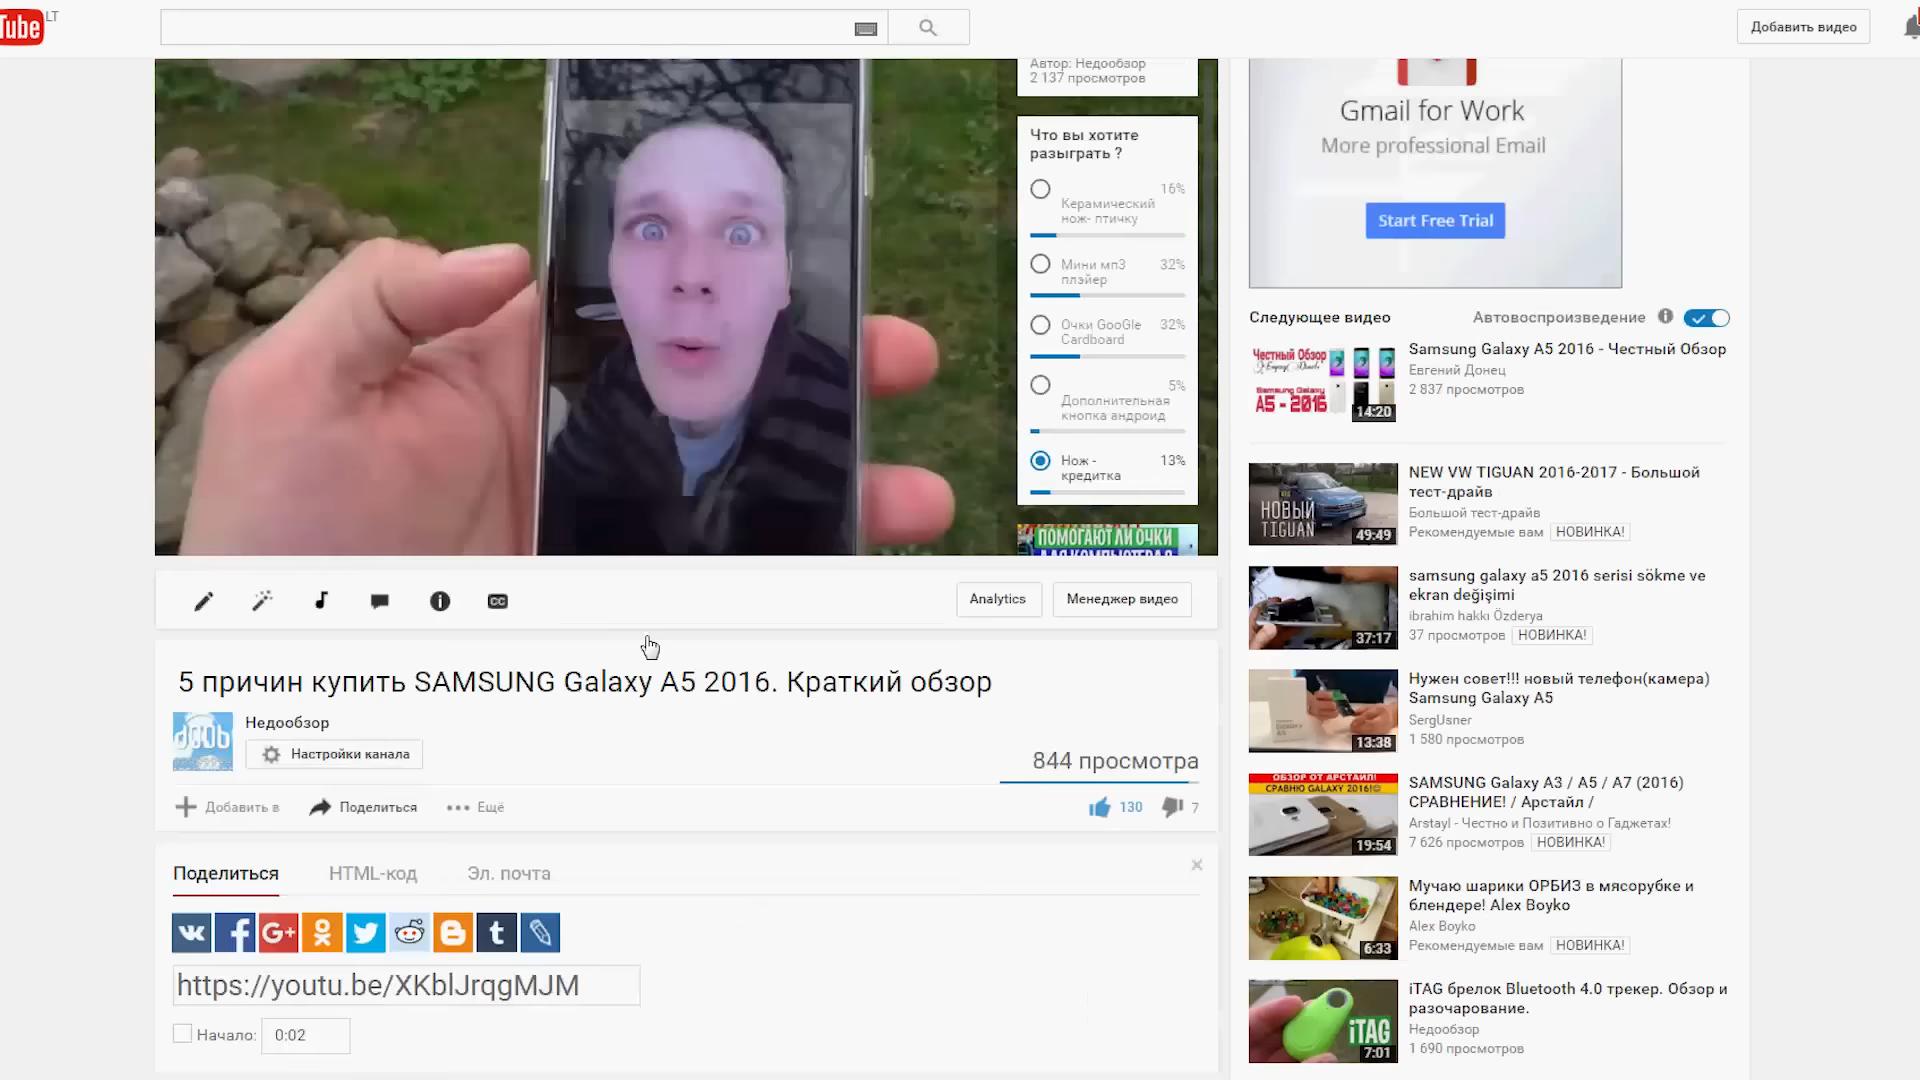 Tube
LT
Добавить видео
Автор: Недообзор
2 137 просмотров
Что вы хотите
разыграть ?
16%
Керамический
нож- птичку
Мини мп3
плэйер
32%
Очки GooGle
Cardboard
32%
5%
Дополнительная
кнопка андроид
Нож -
кредитка
13%
ПОМОГАЮТ ЛИ ОЧКИ
ДЛЯ КОМПЬЮТЕРА
Analytics
Менеджер видео
5 причин купить SAMSUNG Galaxy A5 2016. Краткий обзор
Недообзор
Настройки канала
844 просмотра
Добавить в
Поделиться
Ещё
130
7
Поделиться
HTML-код
Эл. почта
https://youtu.be/XKblJrqgMJM
Начало:
0:02
Gmail for Work
More professional Email
Start Free Trial
Следующее видео
Автовоспроизведение
Честный Обзор
A5 - 2016
14:20
Samsung Galaxy A5 2016 - Честный Обзор
Евгений Донец
2 837 просмотров
НОВЫЙ
TIGUAN
49:49
NEW VW TIGUAN 2016-2017 - Большой
тест-драйв
Большой тест-драйв
Рекомендуемые вам
НОВИНКА!
37:17
samsung galaxy a5 2016 serisi sökme ve
ekran değişimi
ibrahim hakkı Özderya
37 просмотров
НОВИНКА!
13:38
Нужен совет!!! новый телефон(камера)
Samsung Galaxy A5
SergUsner
1 580 просмотров
ОБЗОР ОТ АРСТАЙЛ!
СРАВНЮ GALAXY 2016!
19:54
SAMSUNG Galaxy A3 / A5 / A7 (2016)
СРАВНЕНИЕ! / Арстайл /
Arstayl - Честно и Позитивно о Гаджетах!
7 626 просмотров
НОВИНКА!
6:33
Мучаю шарики ОРБИЗ в мясорубке и
блендере! Alex Boyko
Alex Boyko
Рекомендуемые вам
НОВИНКА!
iTAG
7:01
iTAG брелок Bluetooth 4.0 трекер. Обзор и
разочарование.
Недообзор
1 690 просмотров